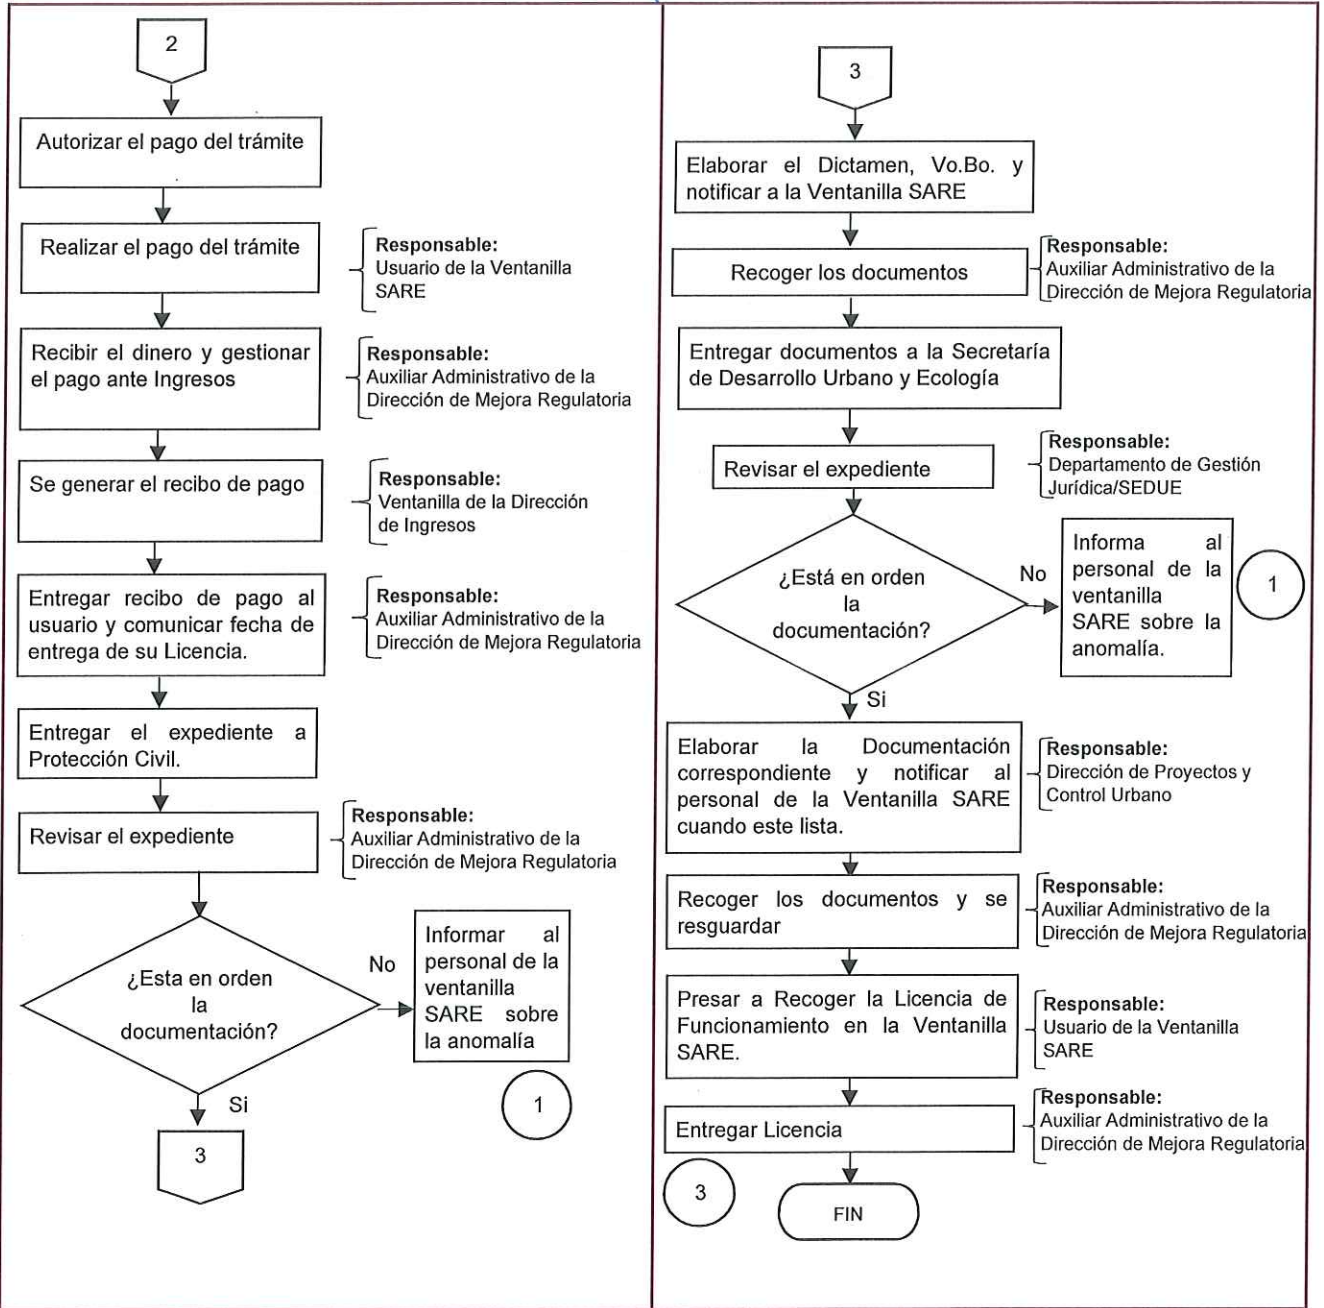 2
Autorizar el pago del trámite
Realizar el pago del trámite
Responsable:
Usuario de la Ventanilla
SARE
Recibir el dinero y gestionar
el pago ante Ingresos
Responsable:
Auxiliar Administrativo de la
Dirección de Mejora Regulatoria
Se generar el recibo de pago
Responsable:
Ventanilla de la Dirección
de Ingresos
Entregar recibo de pago al
usuario y comunicar fecha de
entrega de su Licencia.
Responsable:
Auxiliar Administrativo de la
Dirección de Mejora Regulatoria
Entregar el expediente a
Protección Civil.
Revisar el expediente
Responsable:
Auxiliar Administrativo de la
Dirección de Mejora Regulatoria
¿Esta en orden
la
documentación?
No
Informar al
personal de la
ventanilla
SARE sobre
la anomalía
1
Si
3
3
Elaborar el Dictamen, Vo.Bo. y
notificar a la Ventanilla SARE
Recoger los documentos
Responsable:
Auxiliar Administrativo de la
Dirección de Mejora Regulatoria
Entregar documentos a la Secretaría
de Desarrollo Urbano y Ecología
Revisar el expediente
Responsable:
Departamento de Gestión
Jurídica/SEDUE
¿Está en orden
la
documentación?
No
Informa al
personal de la
ventanilla
SARE sobre la
anomalía.
1
Si
Elaborar la Documentación
correspondiente y notificar al
personal de la Ventanilla SARE
cuando este lista.
Responsable:
Dirección de Proyectos y
Control Urbano
Recoger los documentos y se
resguardar
Responsable:
Auxiliar Administrativo de la
Dirección de Mejora Regulatoria
Presar a Recoger la Licencia de
Funcionamiento en la Ventanilla
SARE.
Responsable:
Usuario de la Ventanilla
SARE
Entregar Licencia
Responsable:
Auxiliar Administrativo de la
Dirección de Mejora Regulatoria
3
FIN